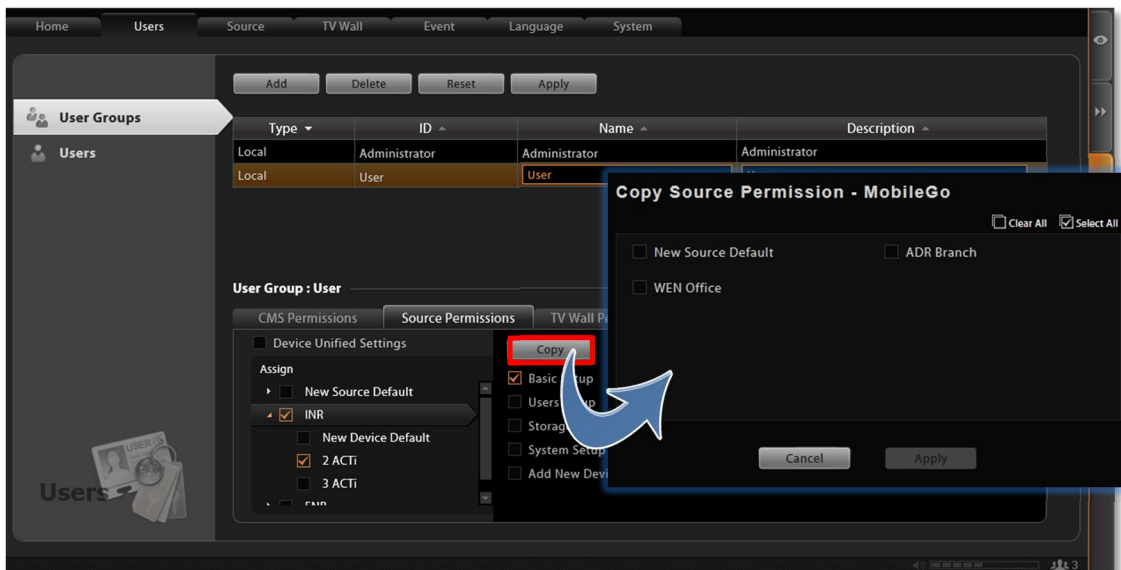 Home Users Source TV Wall Event Language System
Add Delete Reset Apply
User Groups
Users
Type ID Name Description
Local Administrator Administrator Administrator
Local User User
Copy Source Permission - MobileGo
Clear All Select All
New Source Default ADR Branch
WEN Office
Cancel Apply
User Group : User
CMS Permissions Source Permissions TV Wall
Device Unified Settings
Assign
New Source Default
INR
New Device Default
2 ACTi
3 ACTi
Copy
Basic
Users
System Setup
Add New
USER
Users
3